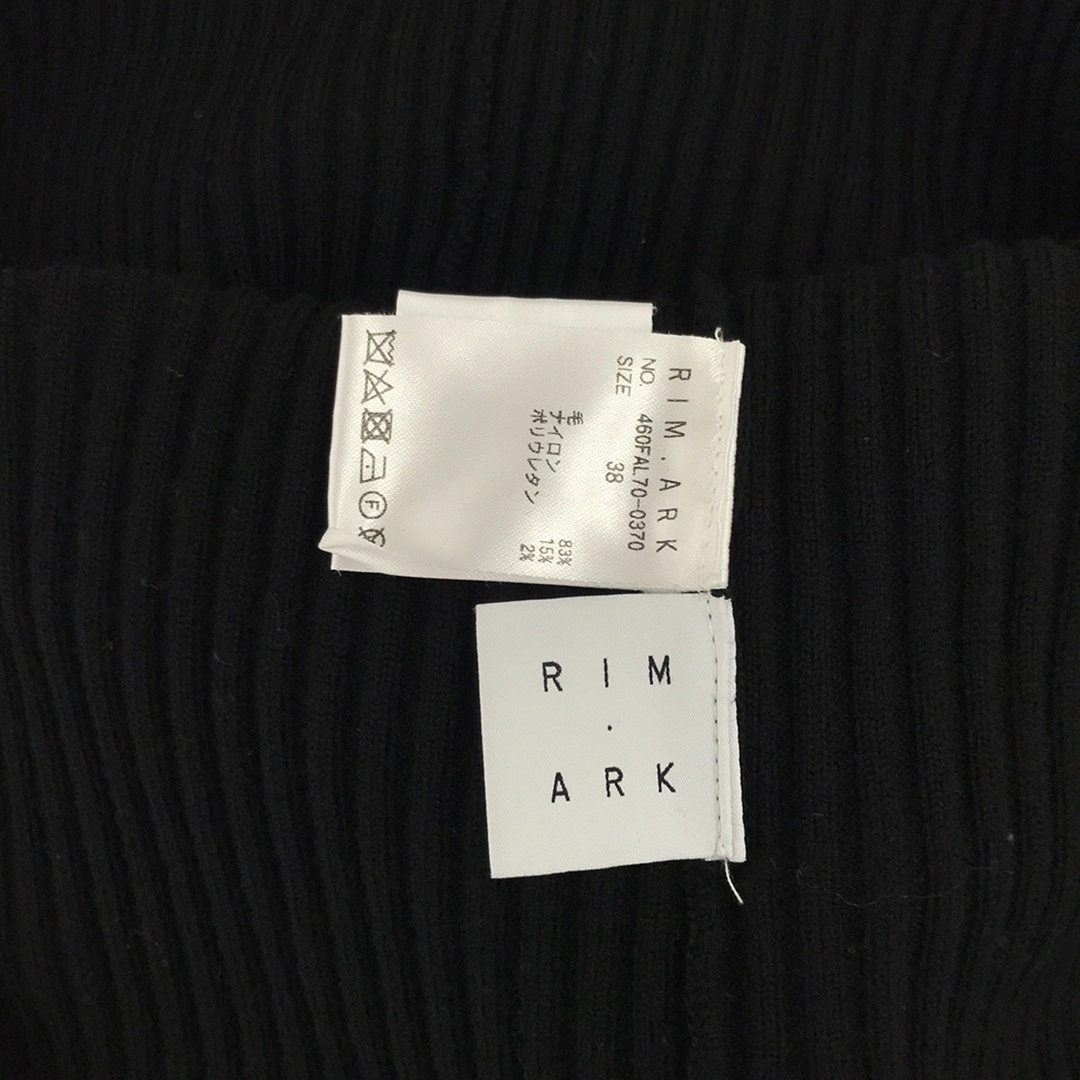 RIM.ARK
NO. 460FAL70-0370
SIZE 38
毛 83%
ナイロン 15%
ポリウレタン 2%
F
RIM
.
ARK